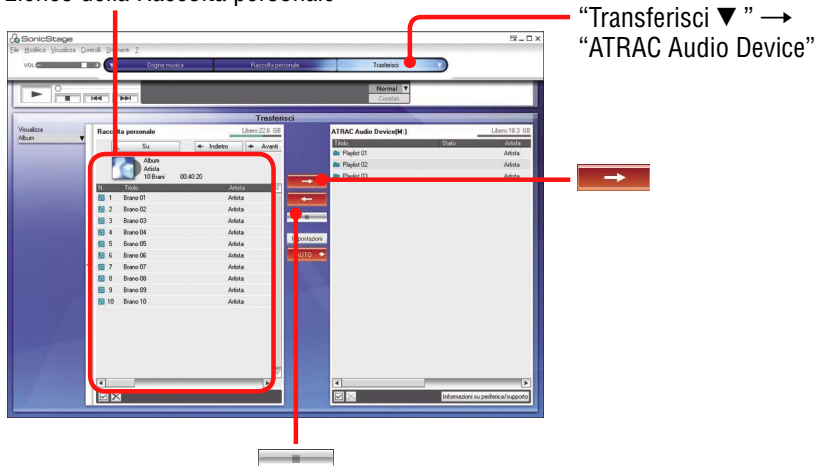 Elenco della Raccolta personale
"Transferisci ▼ " →
"ATRAC Audio Device"
SonicStage
File Modifica Visualizza Controlli Strumenti ?
VOL
Origine musica
Raccolta personale
Trasferisci
Normal ▼
Correlati
Trasferisci
Visualizza
Album ▼
Raccolta personale
Libero:22.6 GB
Su
Indietro
Avanti
Album
Artista
10 Brani 00:40:20
N. Titolo Artista
1 Brano 01 Artista
2 Brano 02 Artista
3 Brano 03 Artista
4 Brano 04 Artista
5 Brano 05 Artista
6 Brano 06 Artista
7 Brano 07 Artista
8 Brano 08 Artista
9 Brano 09 Artista
10 Brano 10 Artista
Impostazioni
AUTO
ATRAC Audio Device(M:)
Libero:18.3 GB
Titolo Stato Artista
Playlist 01 Artista
Playlist 02 Artista
Playlist 03 Artista
Informazioni su periferica/supporto